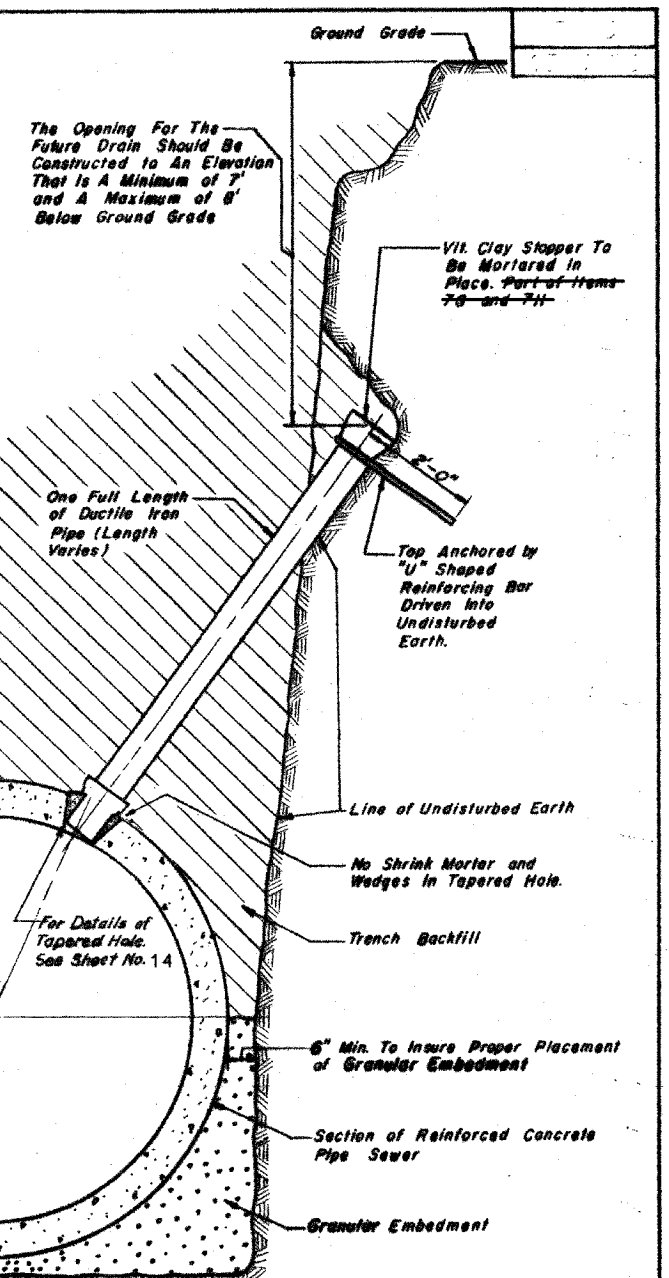 Ground Grade
The Opening For The
Future Drain Should Be
Constructed to An Elevation
That Is A Minimum of 7'
and A Maximum of 8'
Below Ground Grade
Vit. Clay Stopper To
Be Mortared in
Place. Part of Items
7G and 7H
2'-0"
One Full Length
of Ductile Iron
Pipe (Length
Varies)
Top Anchored by
"U" Shaped
Reinforcing Bar
Driven Into
Undisturbed
Earth.
Line of Undisturbed Earth
No Shrink Morter and
Wedges In Tapered Hole.
For Details of
Tapered Hole.
See Sheet No. 14
Trench Backfill
6" Min. To Insure Proper Placement
of Granular Embedment
Section of Reinforced Concrete
Pipe Sewer
Granular Embedment